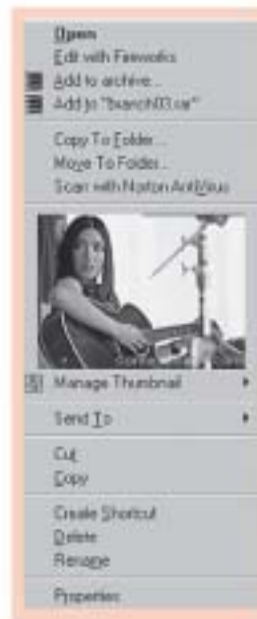 Open
Edit with Fireworks
Add to archive...
Add to "branch03.rar"
Copy To Folder...
Move To Folder...
Scan with Norton AntiVirus
Manage Thumbnail
Send To
Cut
Copy
Create Shortcut
Delete
Rename
Properties